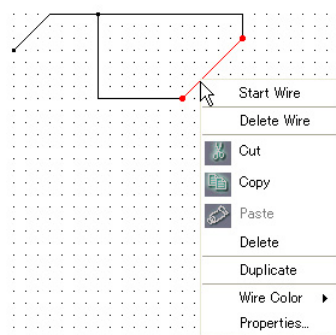 Start Wire
Delete Wire
Cut
Copy
Paste
Delete
Duplicate
Wire Color
Properties...